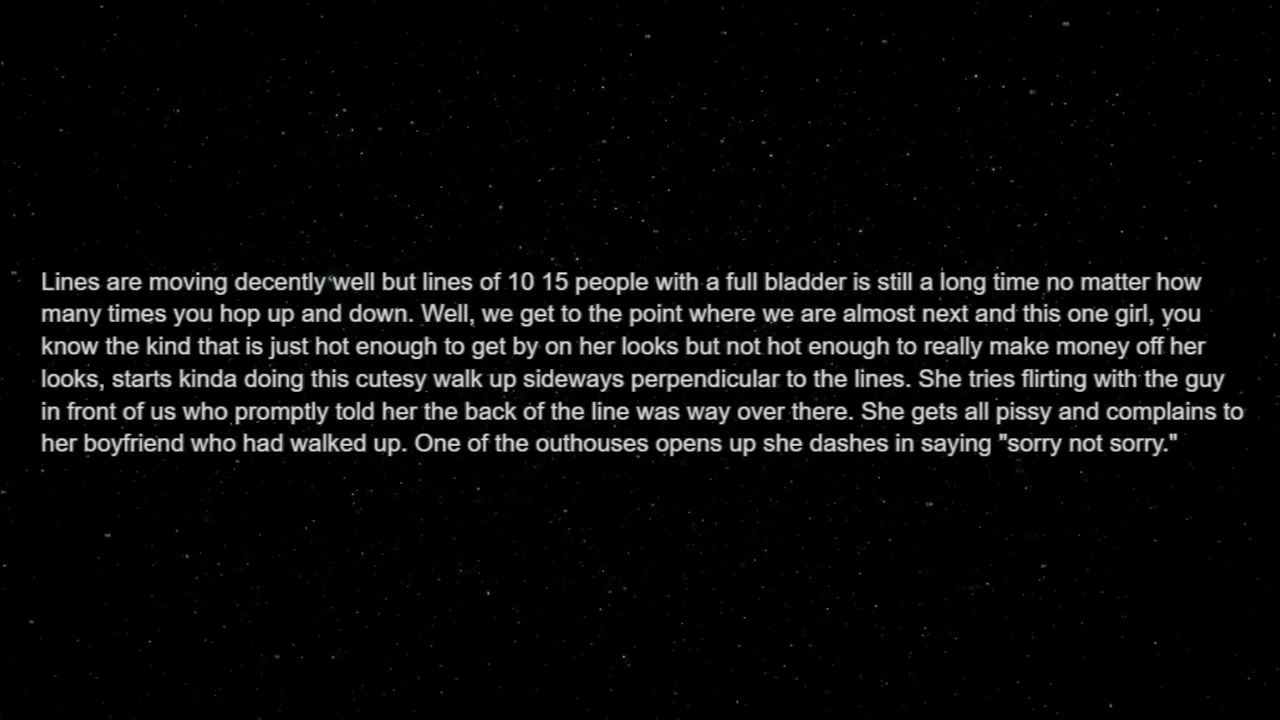 Lines are moving decently well but lines of 10 15 people with a full bladder is still a long time no matter how
many times you hop up and down. Well, we get to the point where we are almost next and this one girl, you
know the kind that is just hot enough to get by on her looks but not hot enough to really make money off her
looks, starts kinda doing this cutesy walk up sideways perpendicular to the lines. She tries flirting with the guy
in front of us who promptly told her the back of the line was way over there. She gets all pissy and complains to
her boyfriend who had walked up. One of the outhouses opens up she dashes in saying "sorry not sorry."